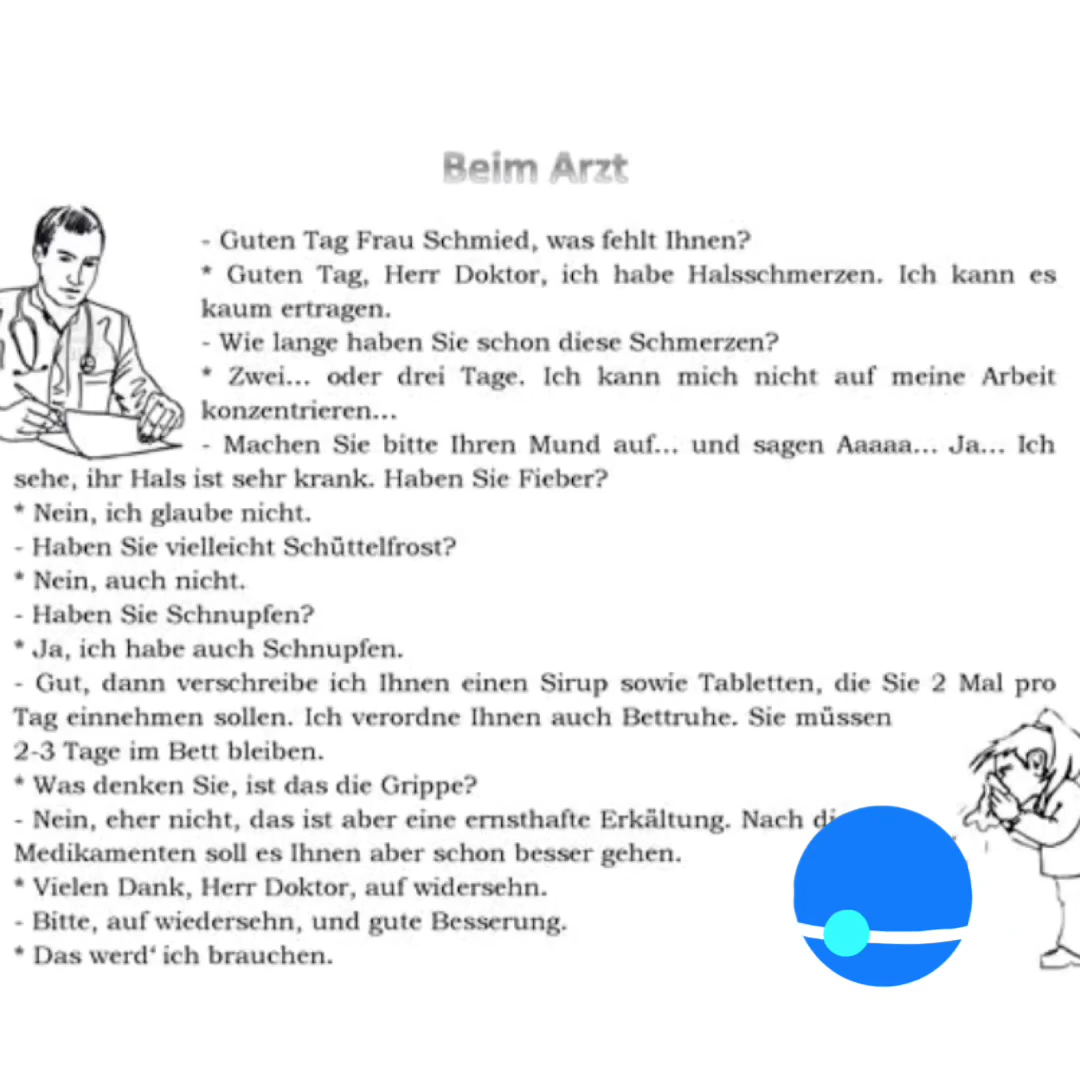 Beim Arzt
- Guten Tag Frau Schmied, was fehlt Ihnen?
* Guten Tag, Herr Doktor, ich habe Halsschmerzen. Ich kann es
kaum ertragen.
- Wie lange haben Sie schon diese Schmerzen?
* Zwei... oder drei Tage. Ich kann mich nicht auf meine Arbeit
konzentrieren...
- Machen Sie bitte Ihren Mund auf... und sagen Aaaaa... Ja... Ich
sehe, ihr Hals ist sehr krank. Haben Sie Fieber?
* Nein, ich glaube nicht.
- Haben Sie vielleicht Schüttelfrost?
* Nein, auch nicht.
- Haben Sie Schnupfen?
* Ja, ich habe auch Schnupfen.
- Gut, dann verschreibe ich Ihnen einen Sirup sowie Tabletten, die Sie 2 Mal pro
Tag einnehmen sollen. Ich verordne Ihnen auch Bettruhe. Sie müssen
2-3 Tage im Bett bleiben.
* Was denken Sie, ist das die Grippe?
- Nein, eher nicht, das ist aber eine ernsthafte Erkältung. Nach
Medikamenten soll es Ihnen aber schon besser gehen.
* Vielen Dank, Herr Doktor, auf widersehn.
- Bitte, auf wiedersehn, und gute Besserung.
* Das werd‘ ich brauchen.